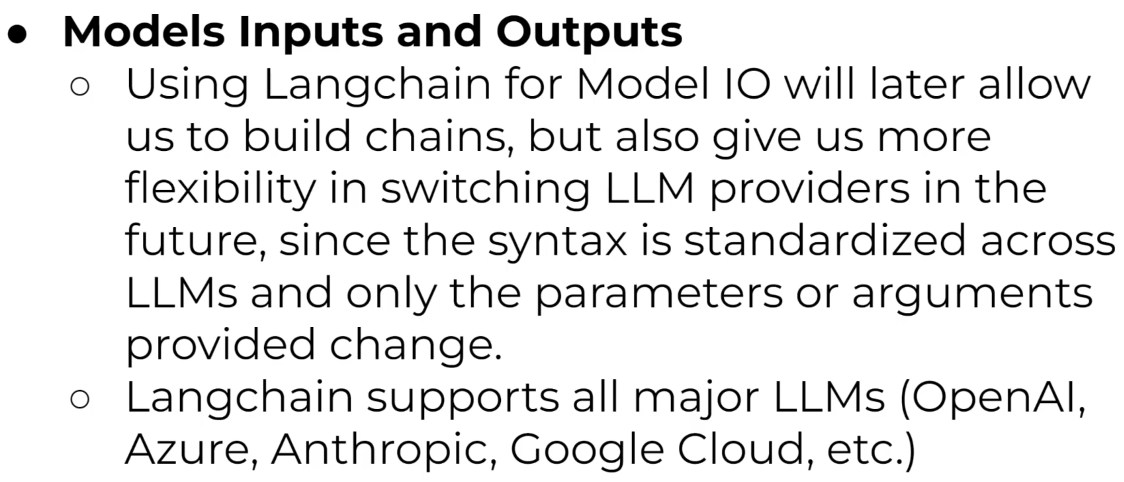 ● Models Inputs and Outputs
○ Using Langchain for Model IO will later allow
us to build chains, but also give us more
flexibility in switching LLM providers in the
future, since the syntax is standardized across
LLMs and only the parameters or arguments
provided change.
○ Langchain supports all major LLMs (OpenAI,
Azure, Anthropic, Google Cloud, etc.)